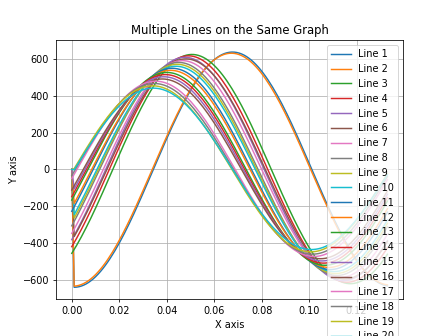 Multiple Lines on the Same Graph
Y axis
600
400
200
0
−200
−400
−600
0.00
0.02
0.04
0.06
0.08
0.10
X axis
Line 1
Line 2
Line 3
Line 4
Line 5
Line 6
Line 7
Line 8
Line 9
Line 10
Line 11
Line 12
Line 13
Line 14
Line 15
Line 16
Line 17
Line 18
Line 19
Line 20